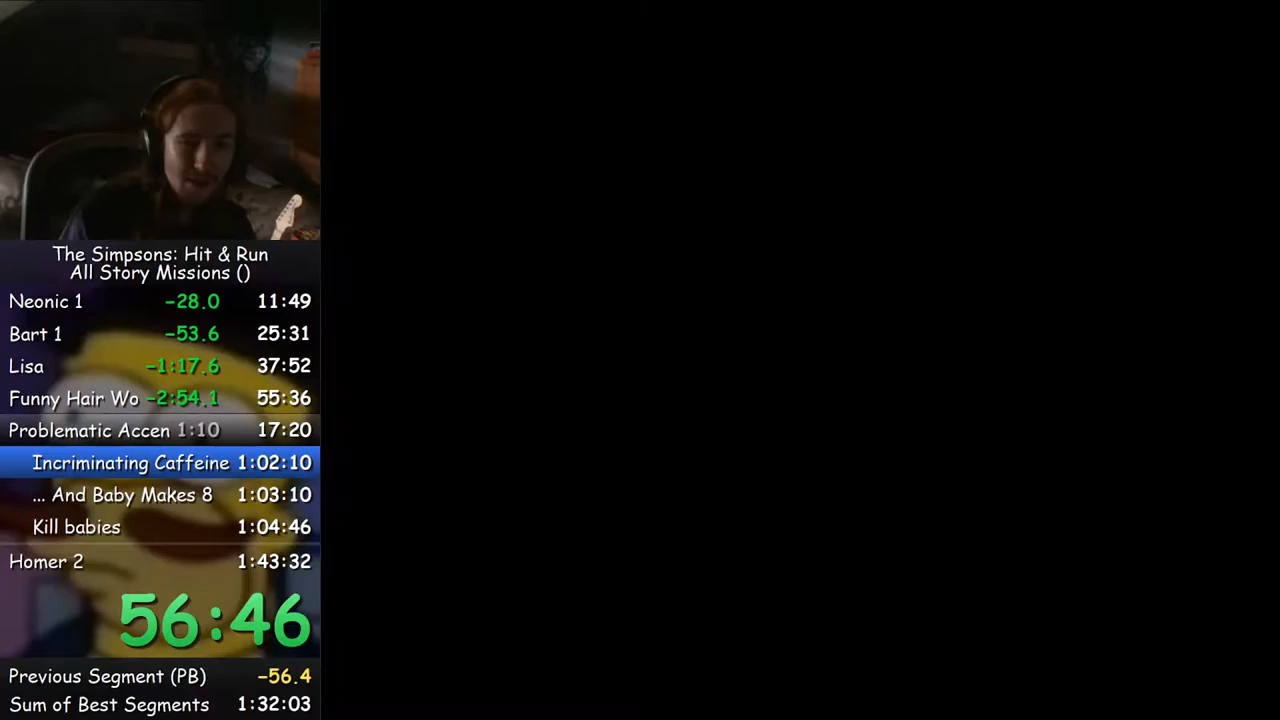 The Simpsons: Hit & Run
All Story Missions ()
Neonic 1 -28.0 11:49
Bart 1 -53.6 25:31
Lisa -1:17.6 37:52
Funny Hair Wo -2:54.1 55:36
Problematic Accen 1:10 17:20
Incriminating Caffeine 1:02:10
... And Baby Makes 8 1:03:10
Kill babies 1:04:46
Homer 2 1:43:32
56:46
Previous Segment (PB) -56.4
Sum of Best Segments 1:32:03